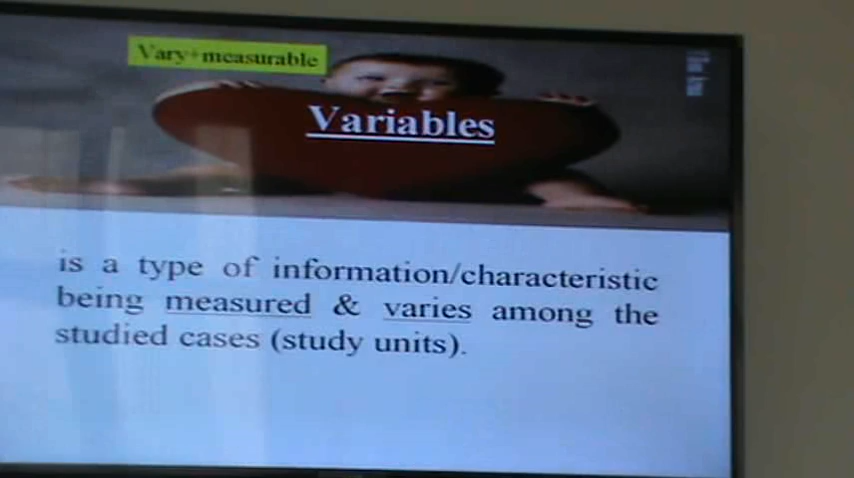 Vary+measurable
Variables
is a type of information/characteristic
being measured & varies among the
studied cases (study units).